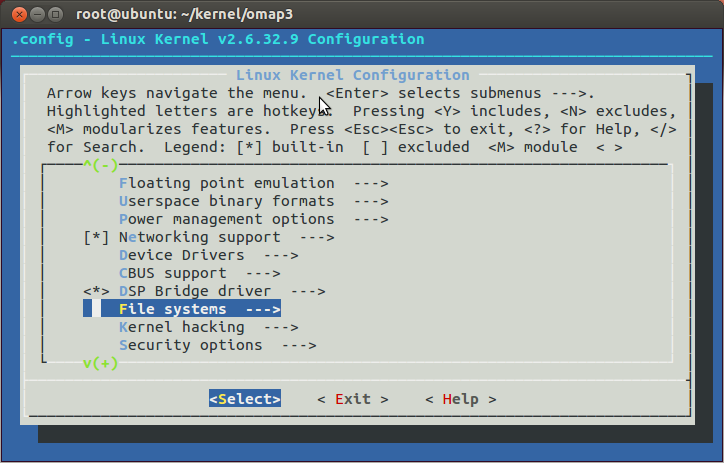 root@ubuntu: ~/kernel/omap3
.config - Linux Kernel v2.6.32.9 Configuration
Linux Kernel Configuration
Arrow keys navigate the menu.  <Enter> selects submenus --->.
Highlighted letters are hotkeys.  Pressing <Y> includes, <N> excludes,
<M> modularizes features.  Press <Esc><Esc> to exit, <?> for Help, </>
for Search.  Legend: [*] built-in  [ ] excluded  <M> module  < >
^(-)
Floating point emulation  --->
Userspace binary formats  --->
Power management options  --->
[*] Networking support  --->
Device Drivers  --->
CBUS support  --->
<*> DSP Bridge driver  --->
File systems  --->
Kernel hacking  --->
Security options  --->
v(+)
<Select>    < Exit >    < Help >